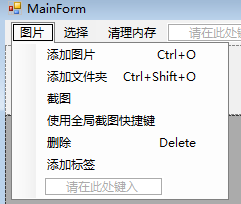 MainForm
图片 选择 清理内存 请在此处键入
添加图片 Ctrl+O
添加文件夹 Ctrl+Shift+O
截图
使用全局截图快捷键
删除 Delete
添加标签
请在此处键入